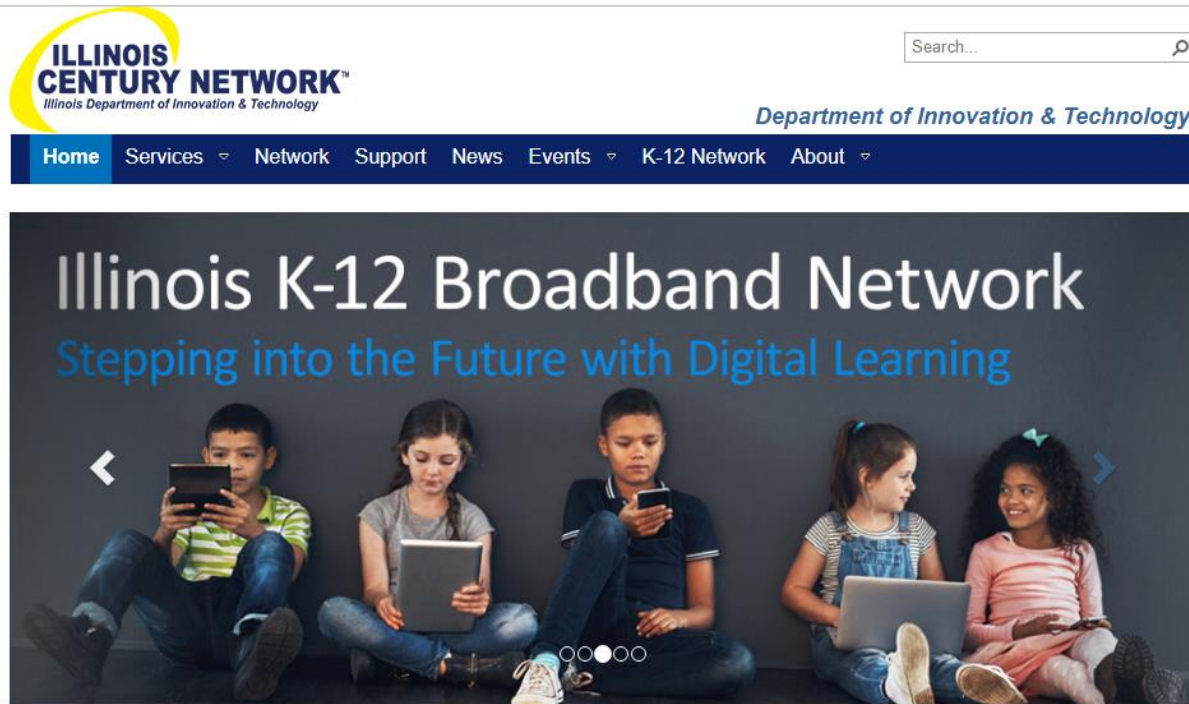 ILLINOIS
CENTURY NETWORK™
Illinois Department of Innovation & Technology
Search...
Department of Innovation & Technology
Home Services Network Support News Events K-12 Network About
Illinois K-12 Broadband Network
Stepping into the Future with Digital Learning